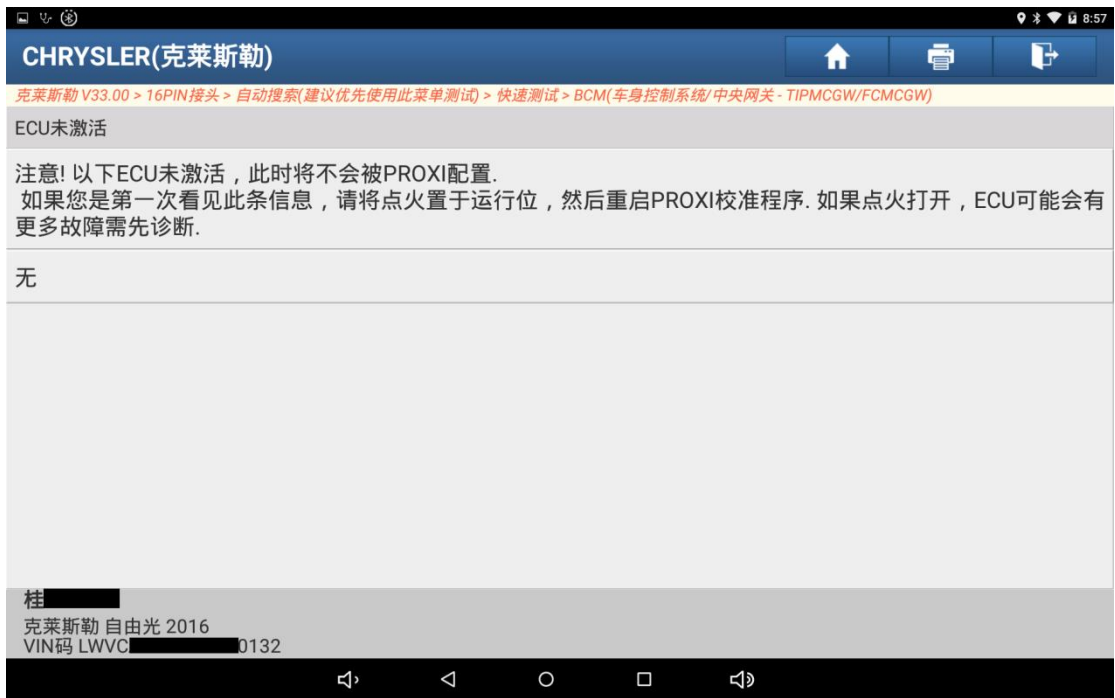 8:57
CHRYSLER(克莱斯勒)
克莱斯勒 V33.00 > 16PIN接头 > 自动搜索(建议优先使用此菜单测试) > 快速测试 > BCM(车身控制系统/中央网关 - TIPMCGW/FCMCGW)
ECU未激活
注意! 以下ECU未激活，此时将不会被PROXI配置.
如果您是第一次看见此条信息，请将点火置于运行位，然后重启PROXI校准程序. 如果点火打开，ECU可能会有
更多故障需先诊断.
无
桂
克莱斯勒 自由光 2016
VIN码 LWVC 0132